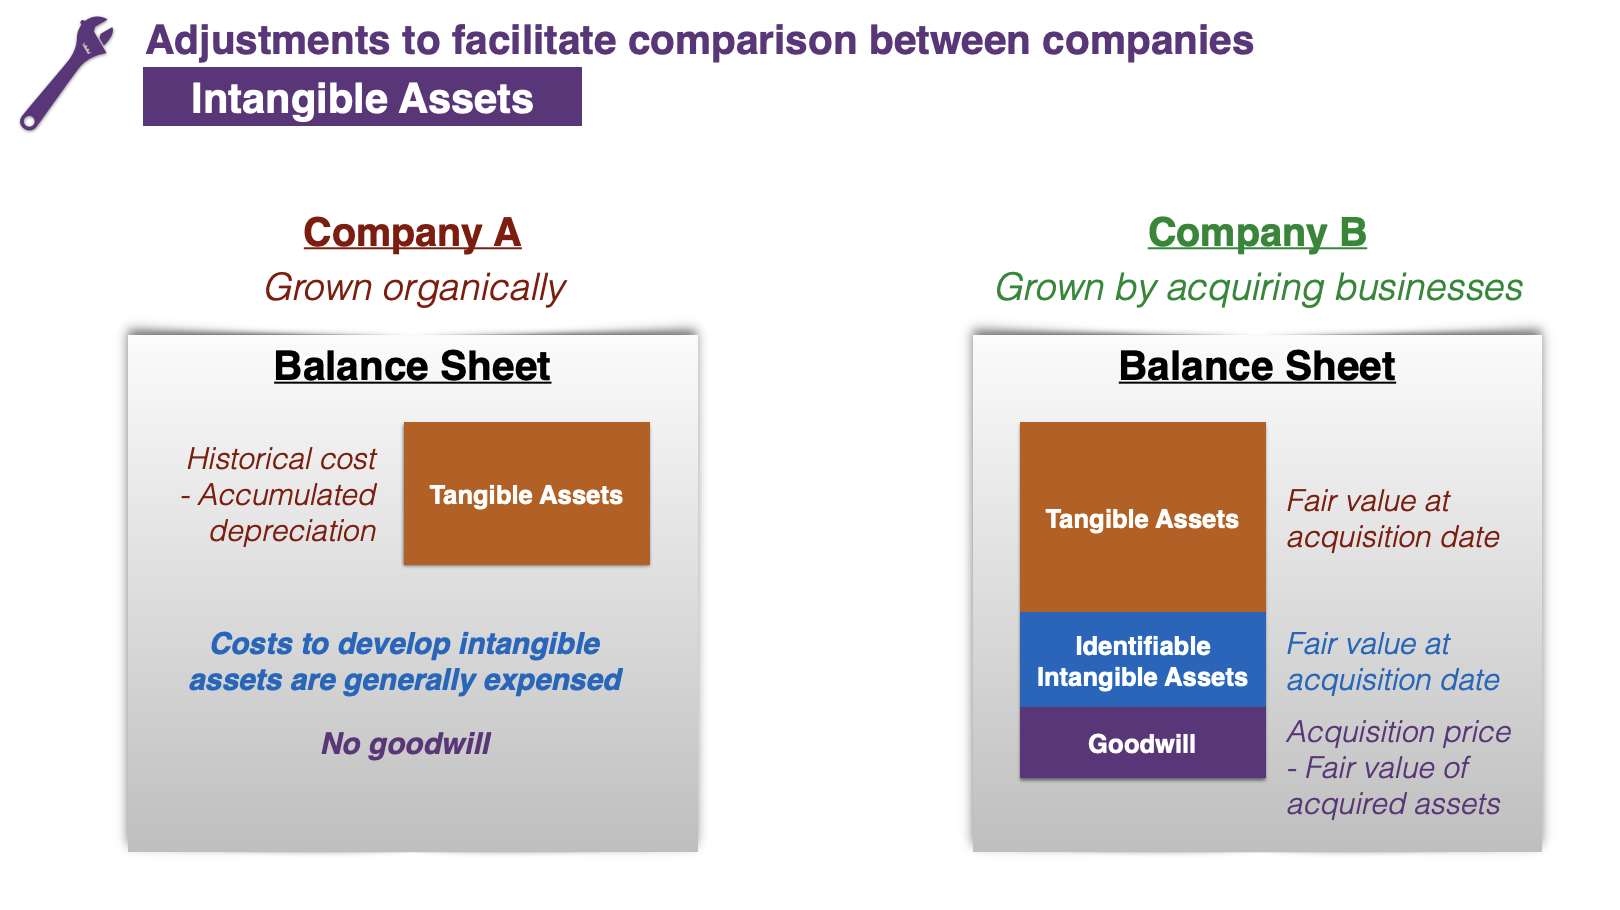 Adjustments to facilitate comparison between companies
Intangible Assets
Company A
Grown organically
Balance Sheet
Historical cost
- Accumulated
depreciation
Tangible Assets
Costs to develop intangible
assets are generally expensed
No goodwill
Company B
Grown by acquiring businesses
Balance Sheet
Tangible Assets
Fair value at
acquisition date
Identifiable
Intangible Assets
Fair value at
acquisition date
Goodwill
Acquisition price
- Fair value of
acquired assets